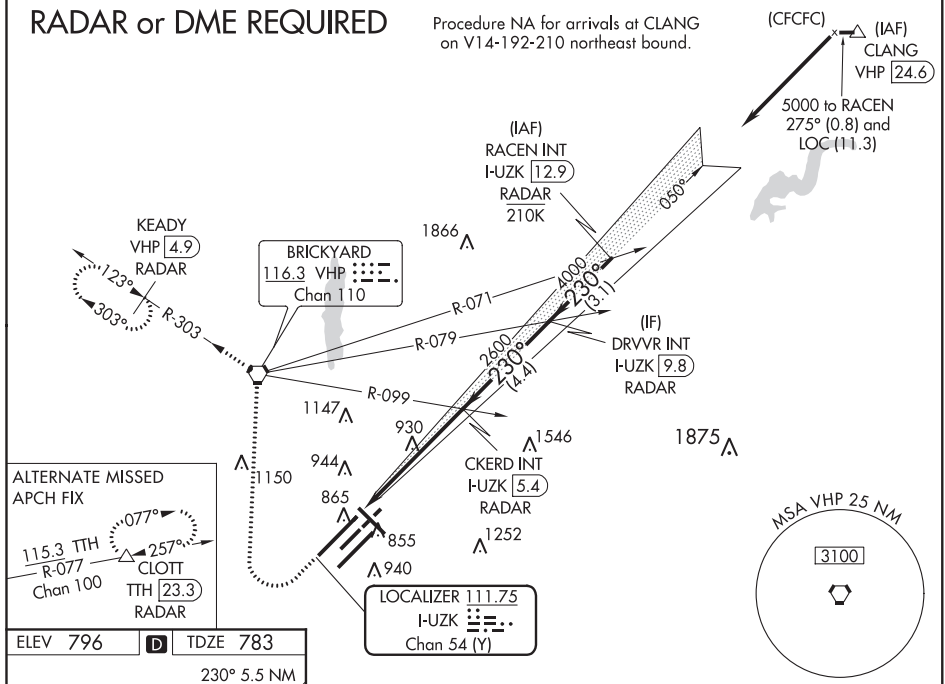 RADAR or DME REQUIRED
Procedure NA for arrivals at CLANG
on V14-192-210 northeast bound.
(CFCFC)
(IAF)
CLANG
VHP 24.6
5000 to RACEN
275° (0.8) and
LOC (11.3)
(IAF)
RACEN INT
I-UZK 12.9
RADAR
210K
050°
1866
KEADY
VHP 4.9
RADAR
123°
303°
R-303
BRICKYARD
116.3 VHP
Chan 110
R-071
R-079
R-099
4000
230°
(3.1)
2600
230°
(4.4)
(IF)
DRVVR INT
I-UZK 9.8
RADAR
1147
930
1546
1875
CKERD INT
I-UZK 5.4
RADAR
944
1150
865
855
1252
940
ALTERNATE MISSED
APCH FIX
077°
257°
115.3 TTH
R-077
Chan 100
CLOTT
TTH 23.3
RADAR
LOCALIZER 111.75
I-UZK
Chan 54 (Y)
MSA VHP 25 NM
3100
ELEV 796 D TDZE 783
230° 5.5 NM